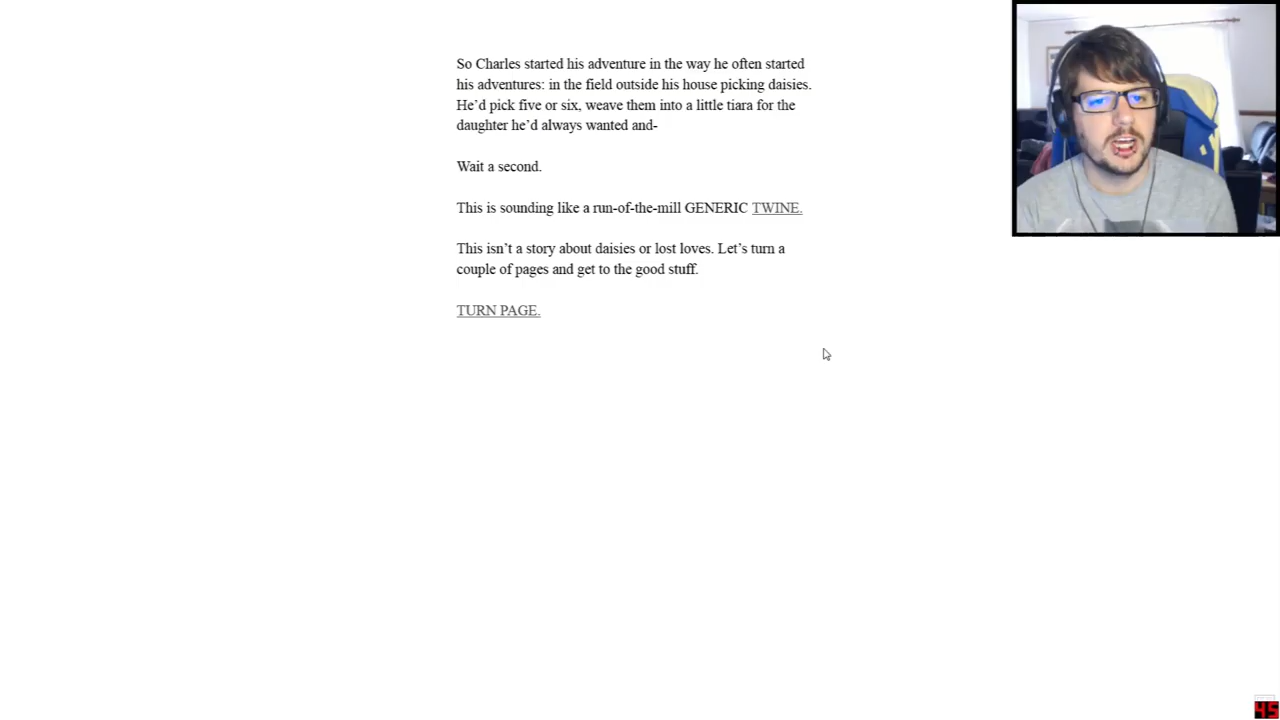 So Charles started his adventure in the way he often started
his adventures: in the field outside his house picking daisies.
He’d pick five or six, weave them into a little tiara for the
daughter he’d always wanted and-
Wait a second.
This is sounding like a run-of-the-mill GENERIC TWINE.
This isn’t a story about daisies or lost loves. Let’s turn a
couple of pages and get to the good stuff.
TURN PAGE.
45